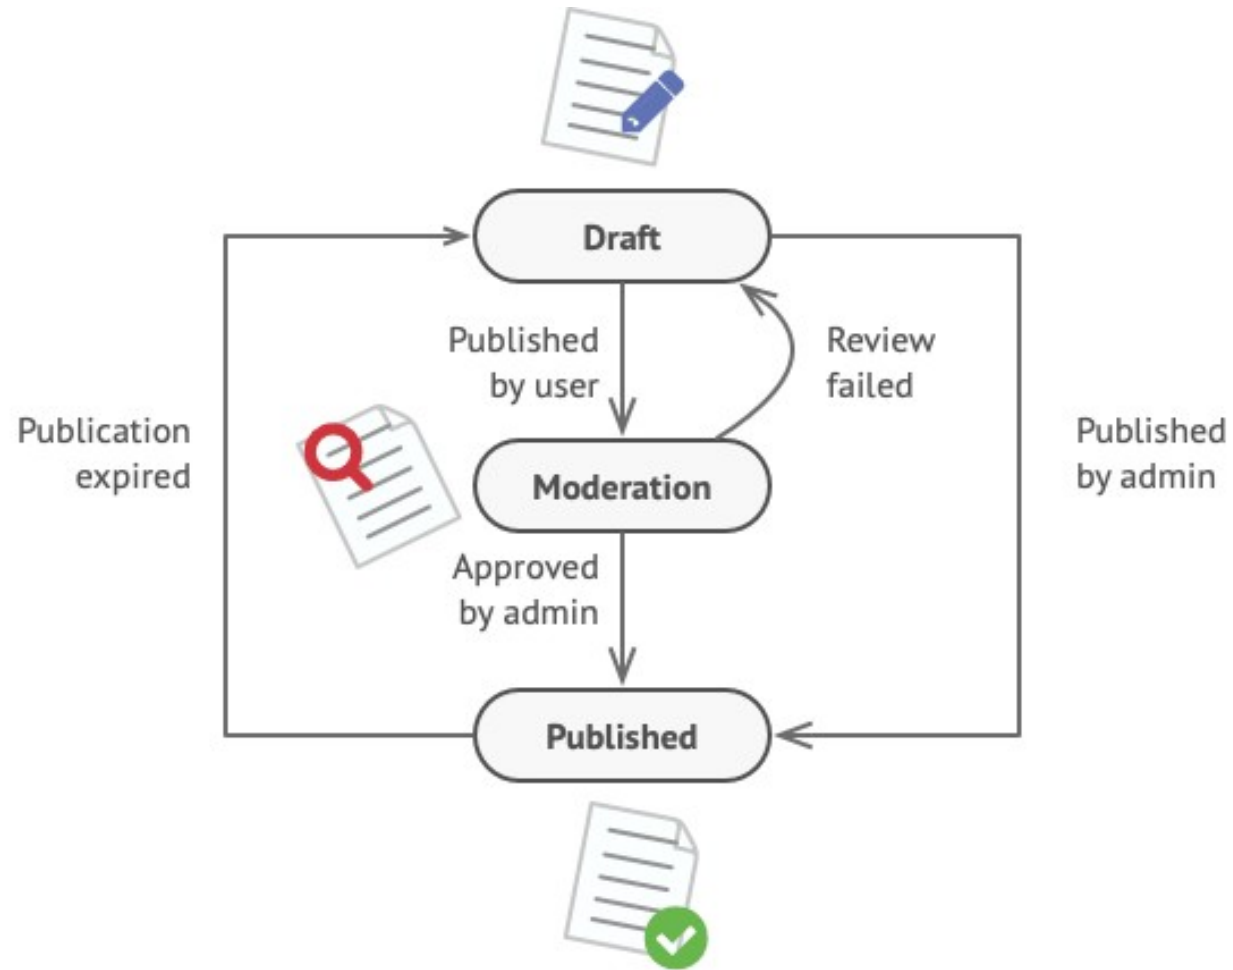 Draft
Published
by user
Review
failed
Publication
expired
Published
by admin
Moderation
Approved
by admin
Published